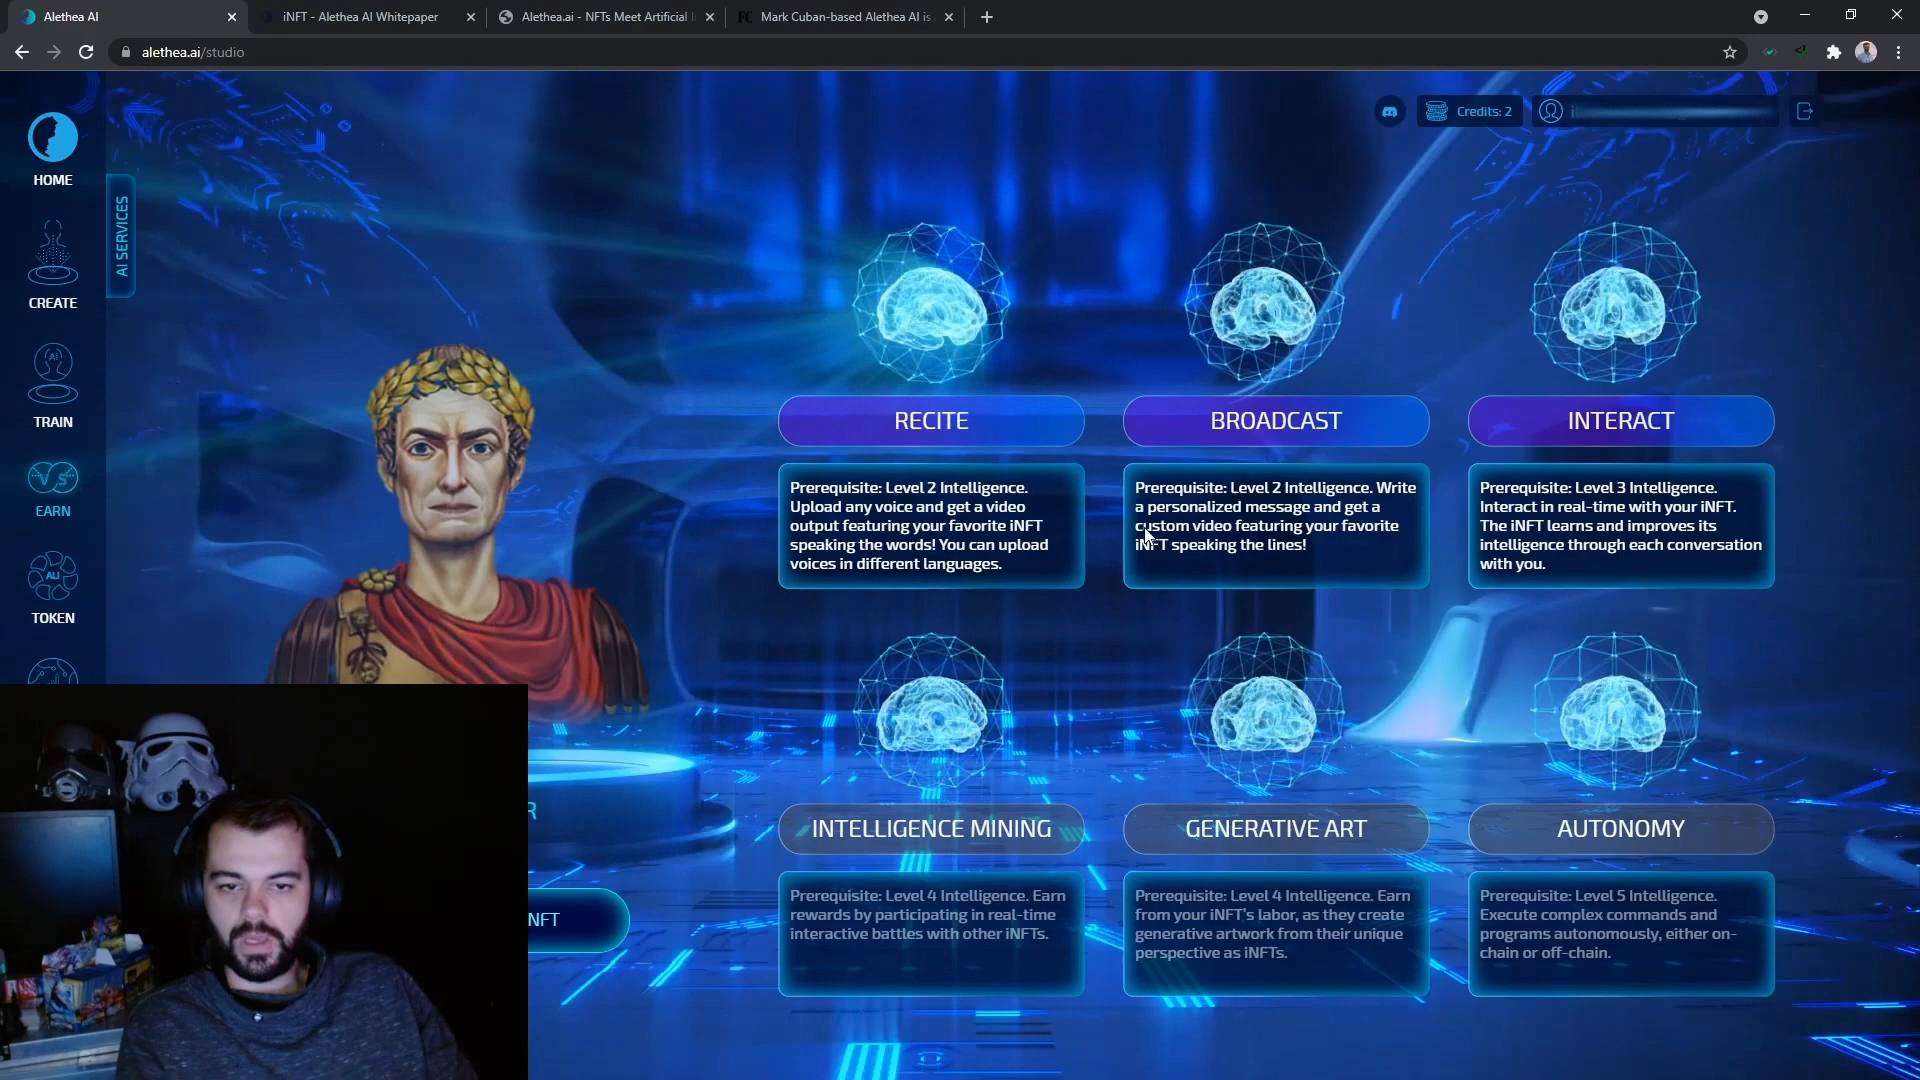 Alethea AI
iNFT - Alethea AI Whitepaper
Alethea.ai - NFTs Meet Artificial
Mark Cuban-based Alethea AI is
alethea.ai/studio
Credits: 2
HOME
AI SERVICES
CREATE
TRAIN
EARN
ALI
TOKEN
RECITE
Prerequisite: Level 2 Intelligence.
Upload any voice and get a video
output featuring your favorite iNFT
speaking the words! You can upload
voices in different languages.
BROADCAST
Prerequisite: Level 2 Intelligence. Write
a personalized message and get a
custom video featuring your favorite
iNFT speaking the lines!
INTERACT
Prerequisite: Level 3 Intelligence.
Interact in real-time with your iNFT.
The iNFT learns and improves its
intelligence through each conversation
with you.
INTELLIGENCE MINING
Prerequisite: Level 4 Intelligence. Earn
rewards by participating in real-time
interactive battles with other iNFTs.
GENERATIVE ART
Prerequisite: Level 4 Intelligence. Earn
from your iNFT's labor, as they create
generative artwork from their unique
perspective as iNFTs.
AUTONOMY
Prerequisite: Level 5 Intelligence.
Execute complex commands and
programs autonomously, either on-
chain or off-chain.
R
NFT